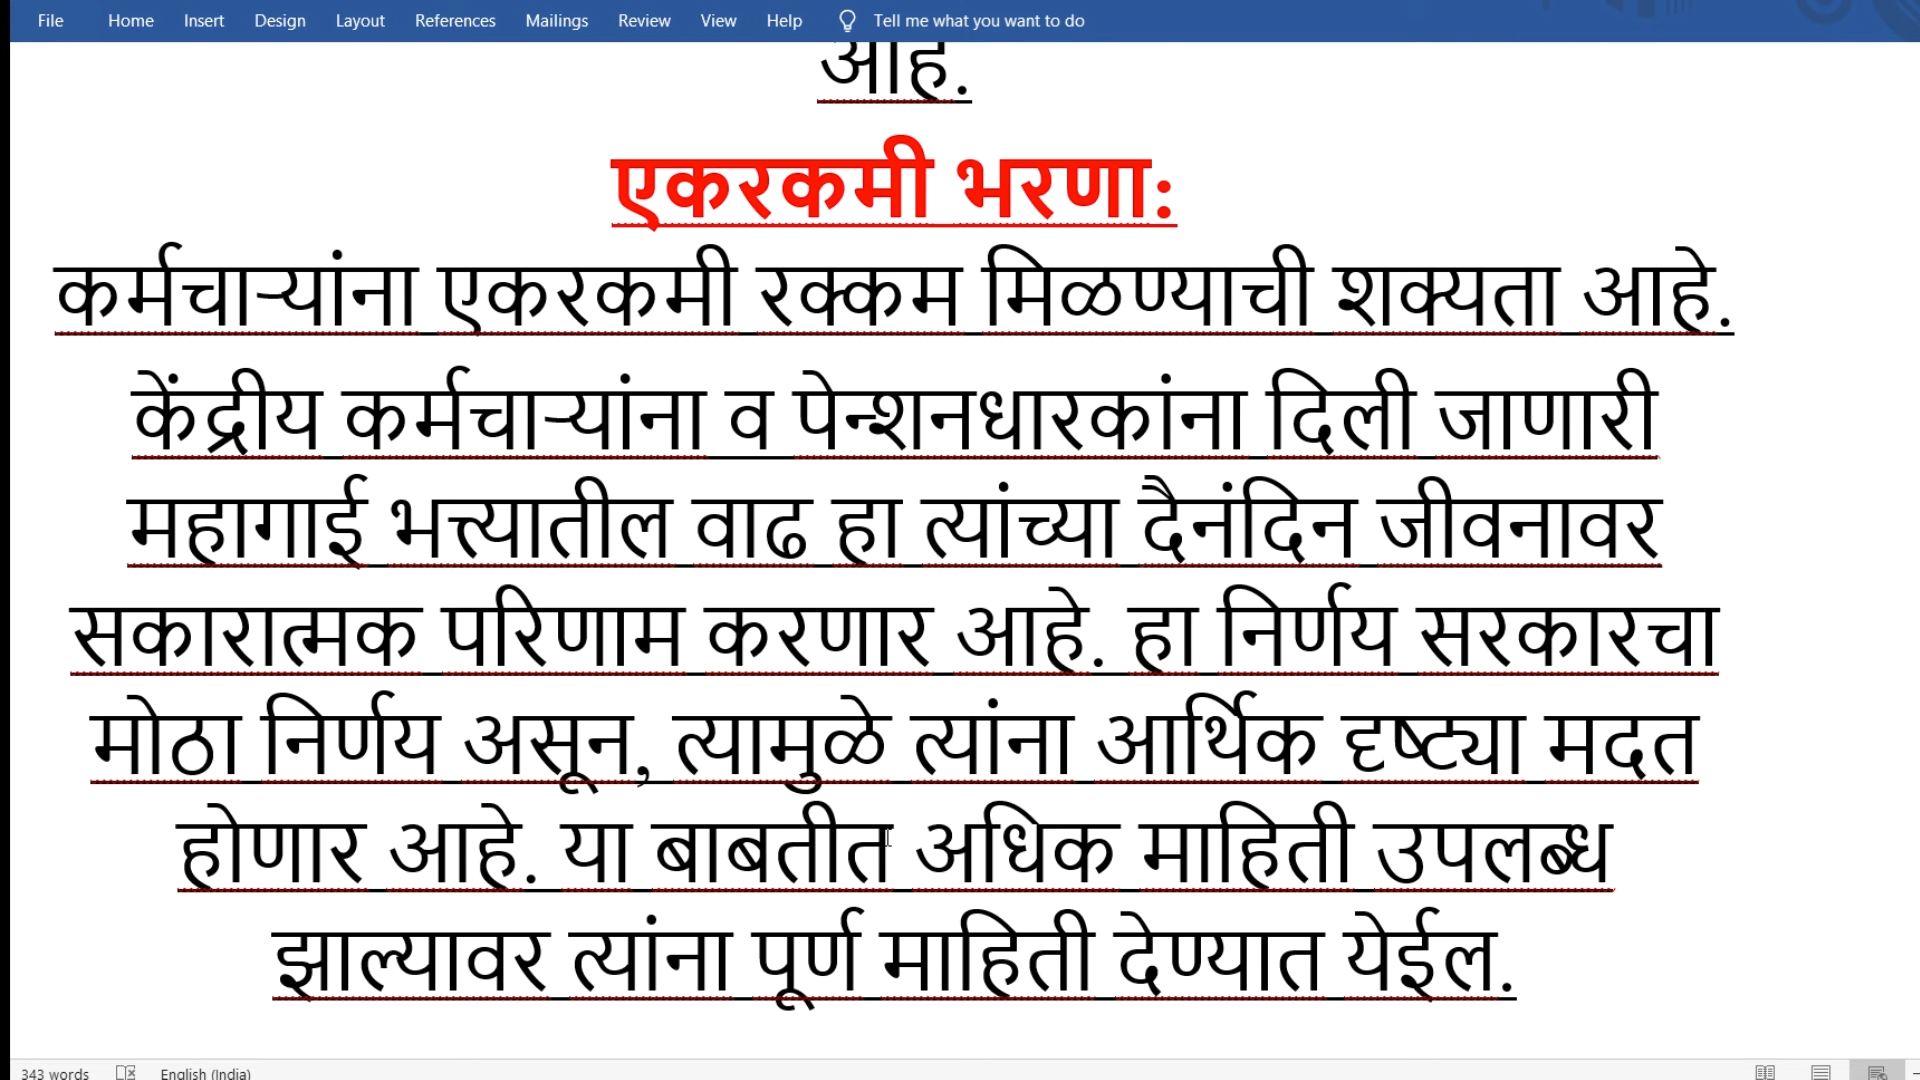 File Home Insert Design Layout References Mailings Review View Help Tell me what you want to do
आहे.
एकरकमी भरणा:
कर्मचाऱ्यांना एकरकमी रक्कम मिळण्याची शक्यता आहे.
केंद्रीय कर्मचाऱ्यांना व पेन्शनधारकांना दिली जाणारी
महागाई भत्त्यातील वाढ हा त्यांच्या दैनंदिन जीवनावर
सकारात्मक परिणाम करणार आहे. हा निर्णय सरकारचा
मोठा निर्णय असून, त्यामुळे त्यांना आर्थिक दृष्ट्या मदत
होणार आहे. या बाबतीत अधिक माहिती उपलब्ध
झाल्यावर त्यांना पूर्ण माहिती देण्यात येईल.
343 words English (India)